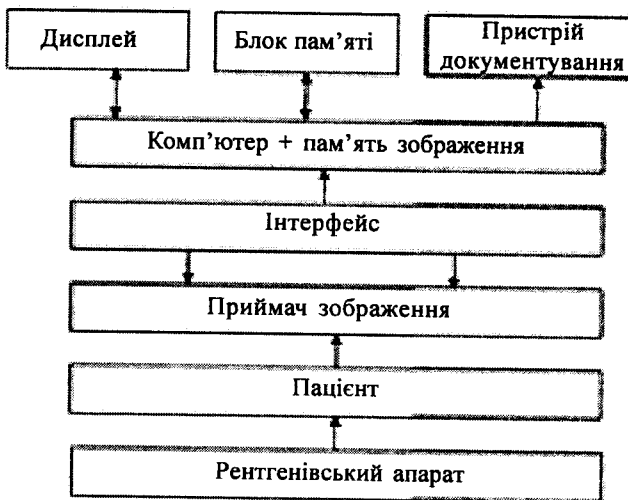 Дисплей
Блок пам’яті
Пристрій
документування
Комп’ютер + пам’ять зображення
Інтерфейс
Приймач зображення
Пацієнт
Рентгенівський апарат